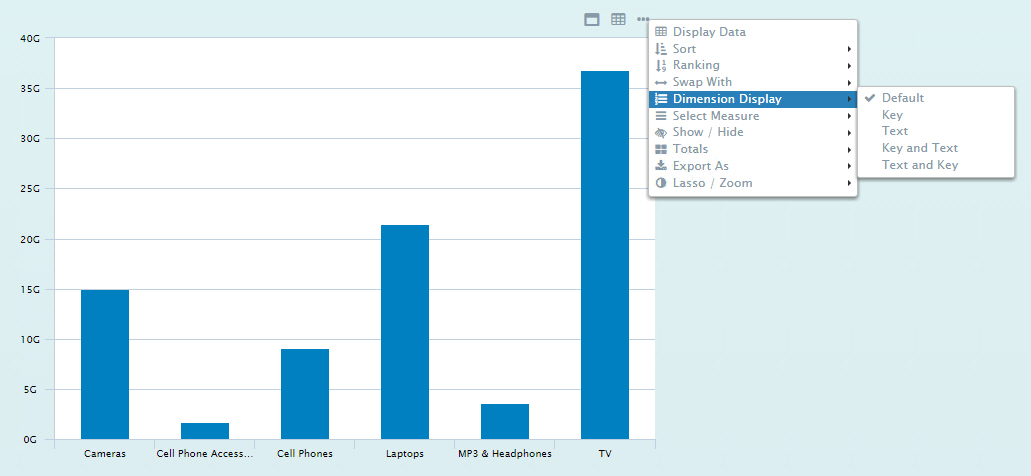 Display Data
Sort
Ranking
Swap With
Dimension Display
Select Measure
Show / Hide
Totals
Export As
Lasso / Zoom
Default
Key
Text
Key and Text
Text and Key
40G
35G
30G
25G
20G
15G
10G
5G
0G
Cameras
Cell Phone Access...
Cell Phones
Laptops
MP3 & Headphones
TV